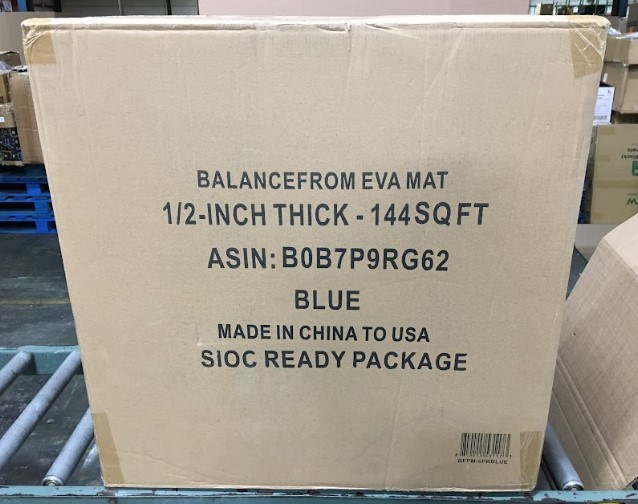 BALANCEFROM EVA MAT
1/2-INCH THICK - 144SQFT
ASIN: B0B7P9RG62
BLUE
MADE IN CHINA TO USA
SIOC READY PACKAGE